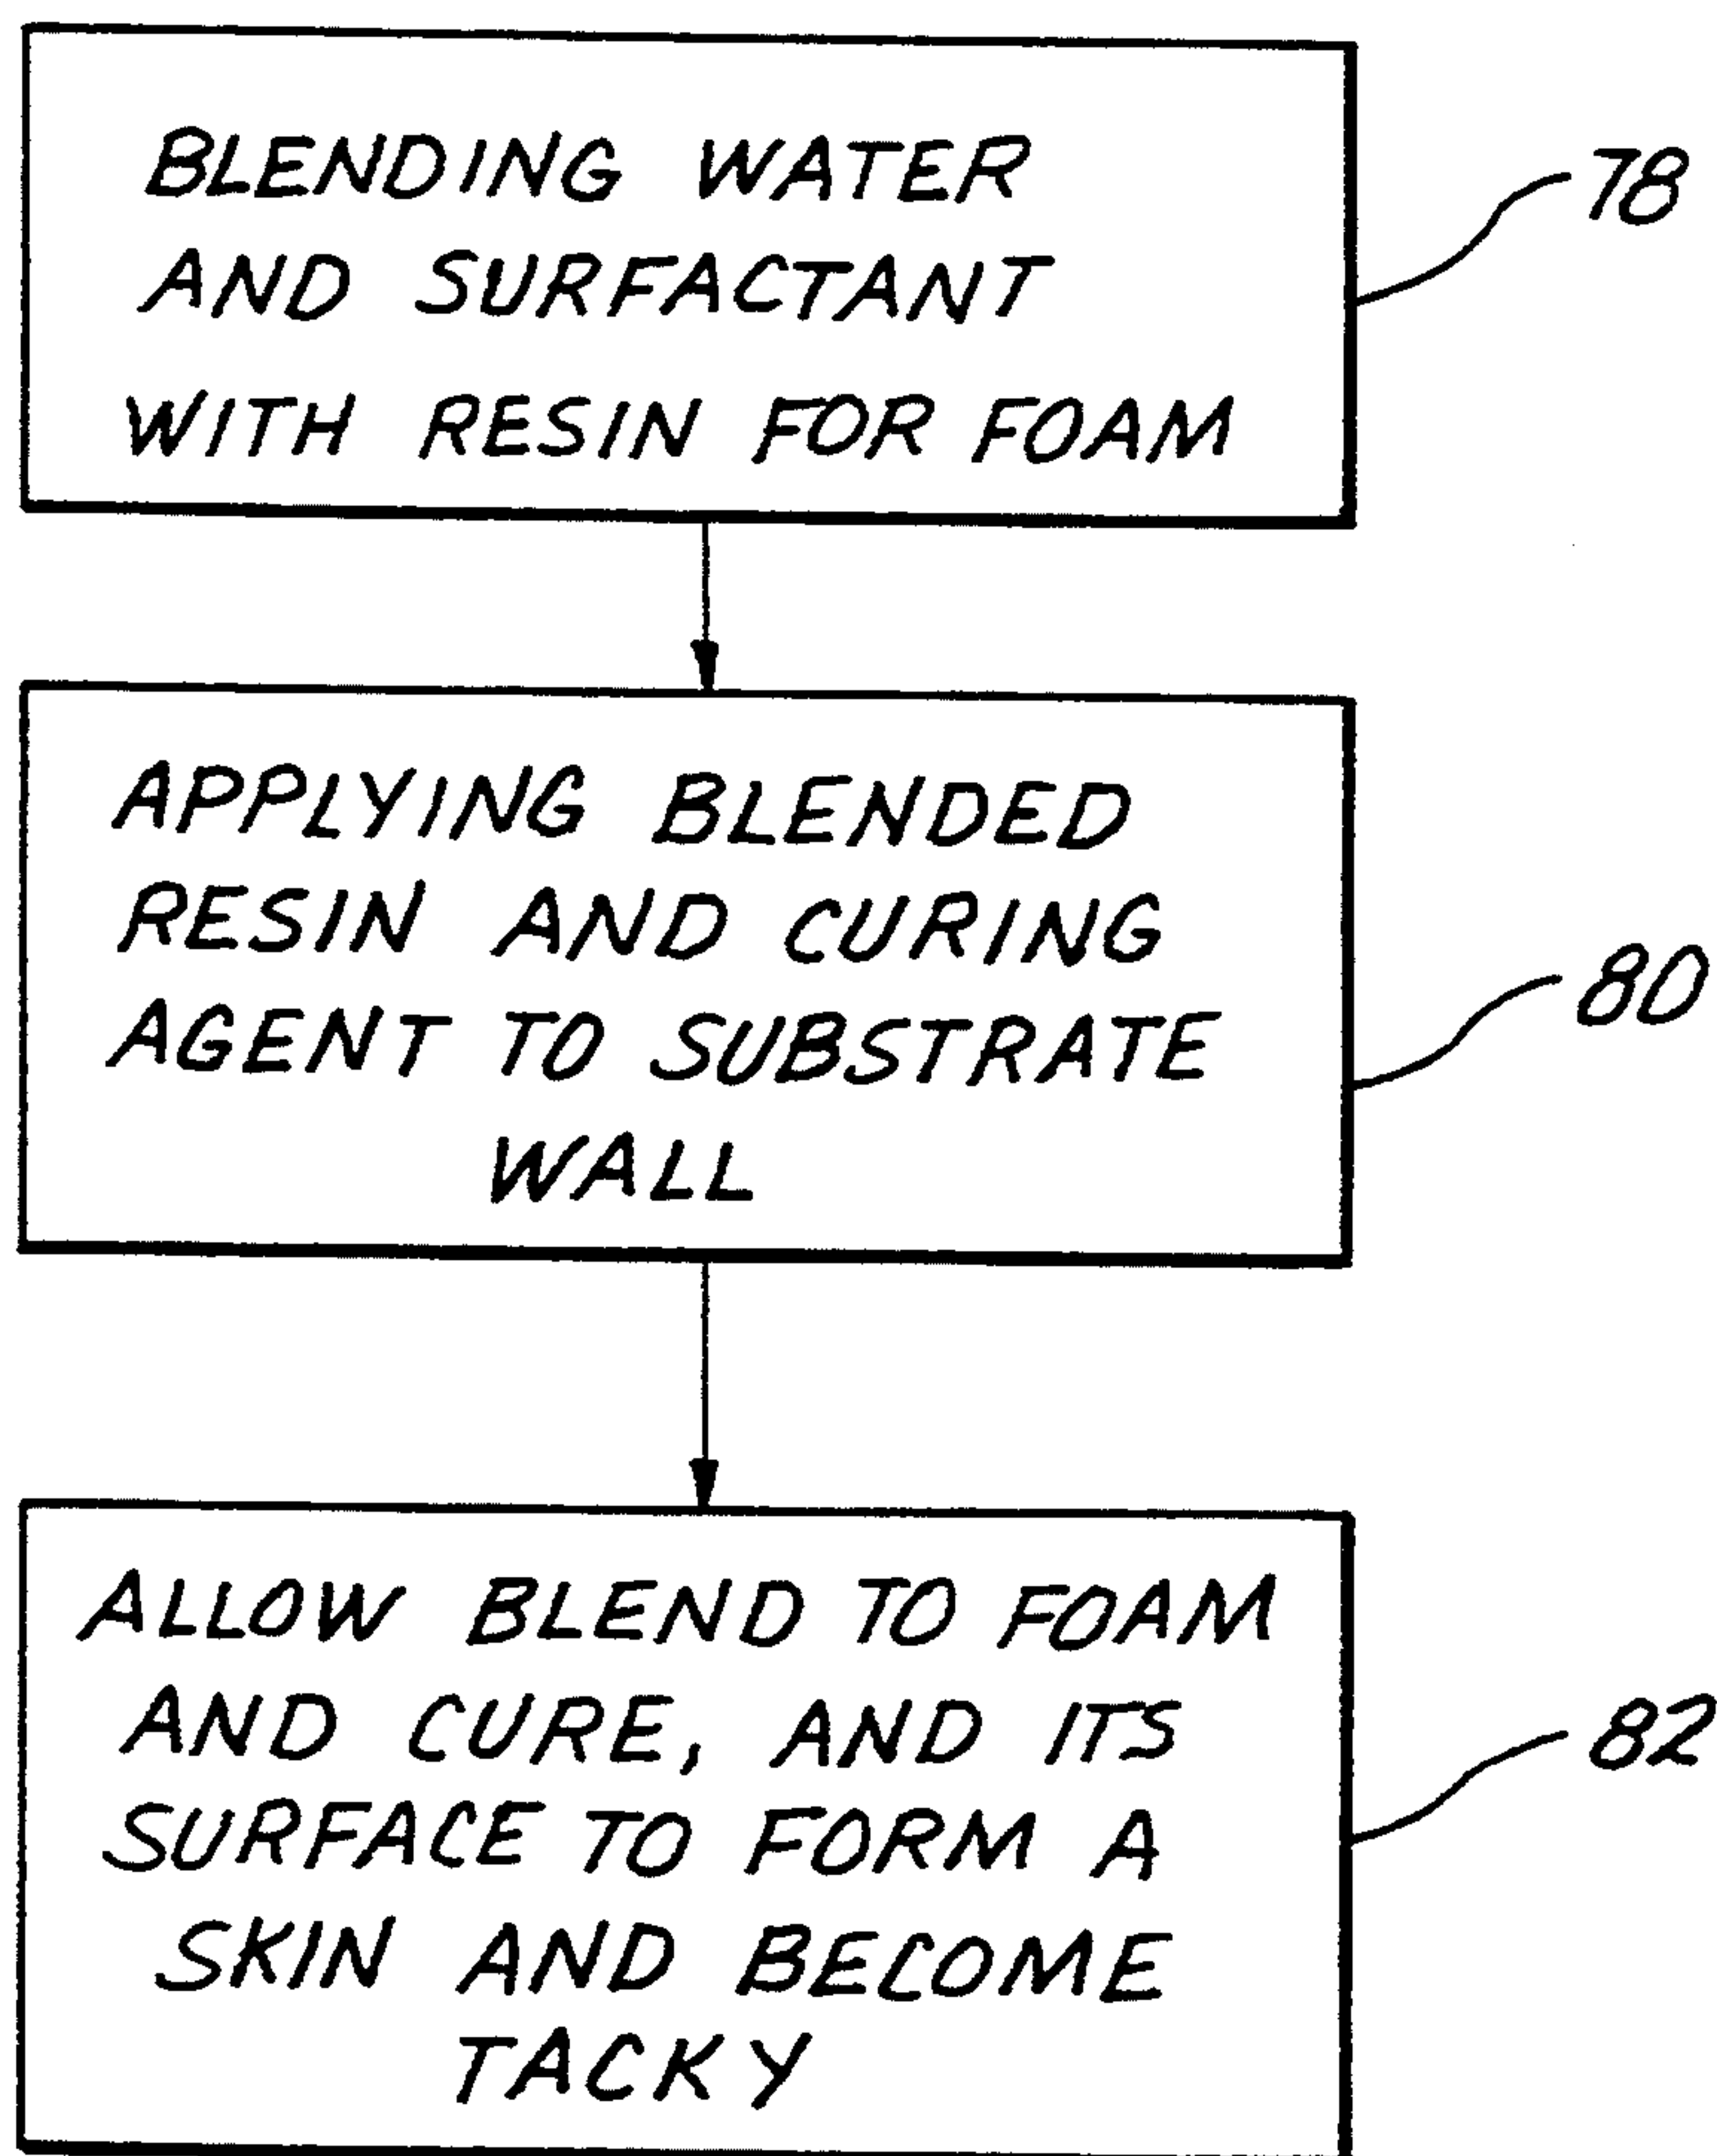 BLENDING WATER
AND SURFACTANT
WITH RESIN FOR FOAM
78
APPLYING BLENDED
RESIN AND CURING
AGENT TO SUBSTRATE
WALL
80
ALLOW BLEND TO FOAM
AND CURE, AND ITS
SURFACE TO FORM A
SKIN AND BECOME
TACKY
82